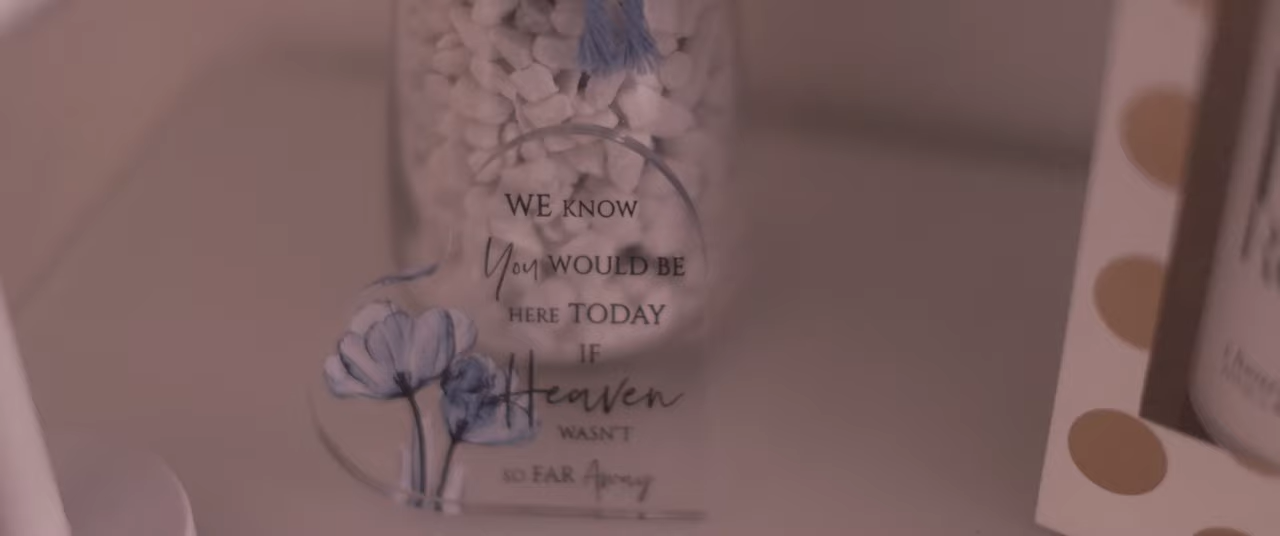 WE KNOW
You WOULD BE
HERE TODAY
IF
Heaven
WASN'T
SO FAR Away